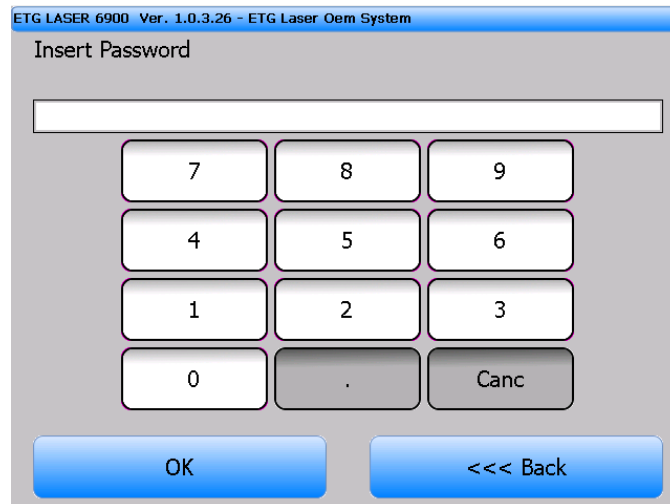 ETG LASER 6900 Ver. 1.0.3.26 - ETG Laser Oem System
Insert Password
7 8 9
4 5 6
1 2 3
0 . Canc
OK <<< Back